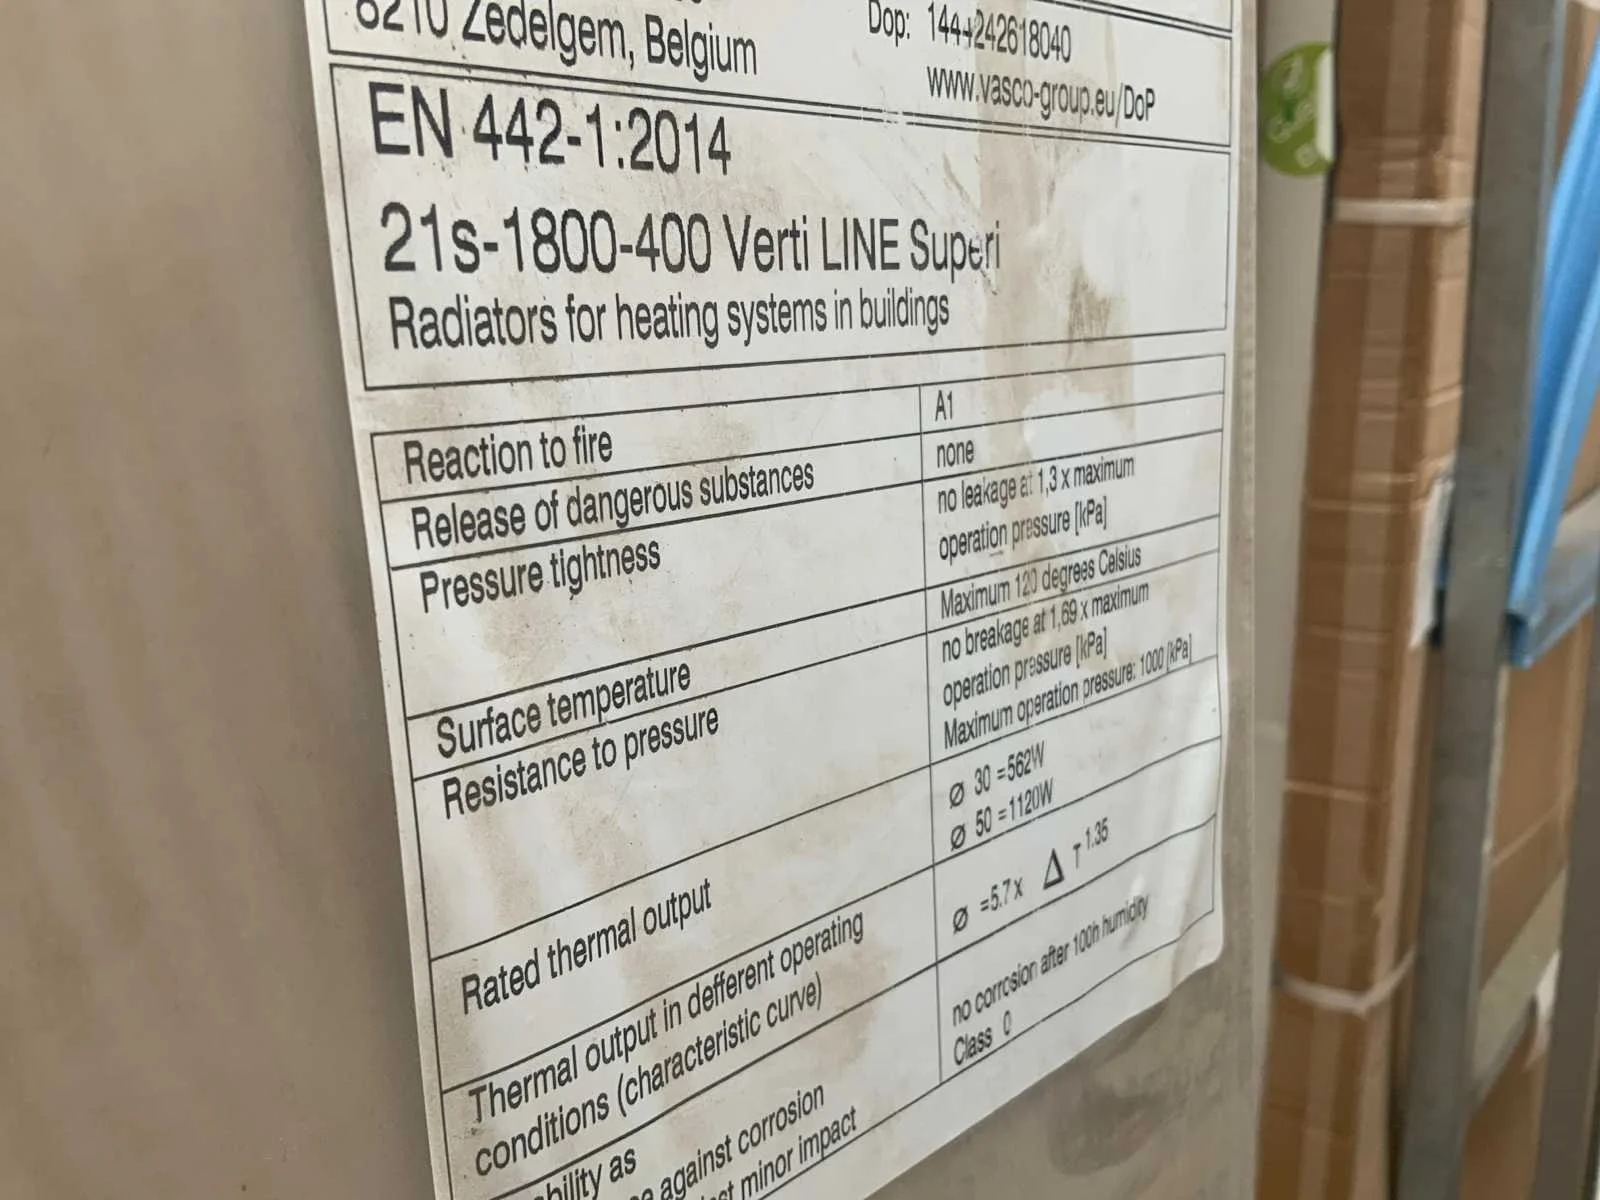 8210 Zedelgem, Belgium
Dop: 1444242618040
www.vasco-group.eu/DoP
EN 442-1:2014
21s-1800-400 Verti LINE Superi
Radiators for heating systems in buildings
Reaction to fire
A1
Release of dangerous substances
none
Pressure tightness
no leakage at 1,3 x maximum
operation pressure [kPa]
Surface temperature
Maximum 120 degrees Celsius
Resistance to pressure
no breakage at 1,69 x maximum
operation pressure [kPa]
Maximum operation pressure: 1000 [kPa]
Rated thermal output
Ø 30 =562W
Ø 50 =1120W
Thermal output in defferent operating
conditions (characteristic curve)
Ø =5.7 x Δ T 1.35
as
against corrosion
no corrosion after 100h humidity
minor impact
Class 0